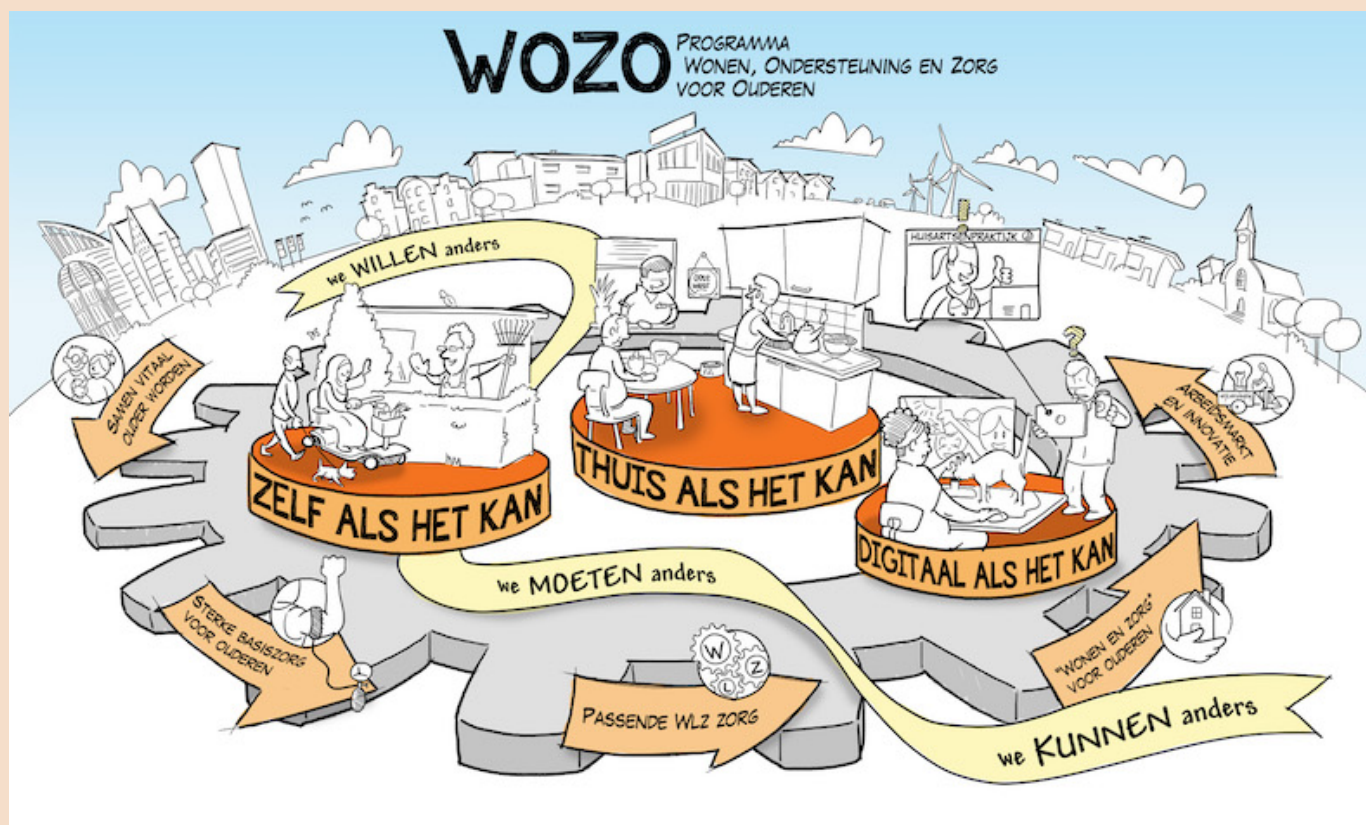 WOZO
PROGRAMMA
WONEN, ONDERSTEUNING EN ZORG
VOOR OUDEREN
we WILLEN anders
HUISARTSENPRAKTIJK
SAMEN VITAAL
OUDER WORDEN
ARBEIDSMARKT
EN INNOVATIE
ZELF ALS HET KAN
THUIS ALS HET KAN
DIGITAAL ALS HET KAN
we MOETEN anders
STERKE BASISZORG
VOOR OUDEREN
W
Z
L
PASSENDE WLZ ZORG
"WONEN EN ZORG"
VOOR OUDEREN
we KUNNEN anders